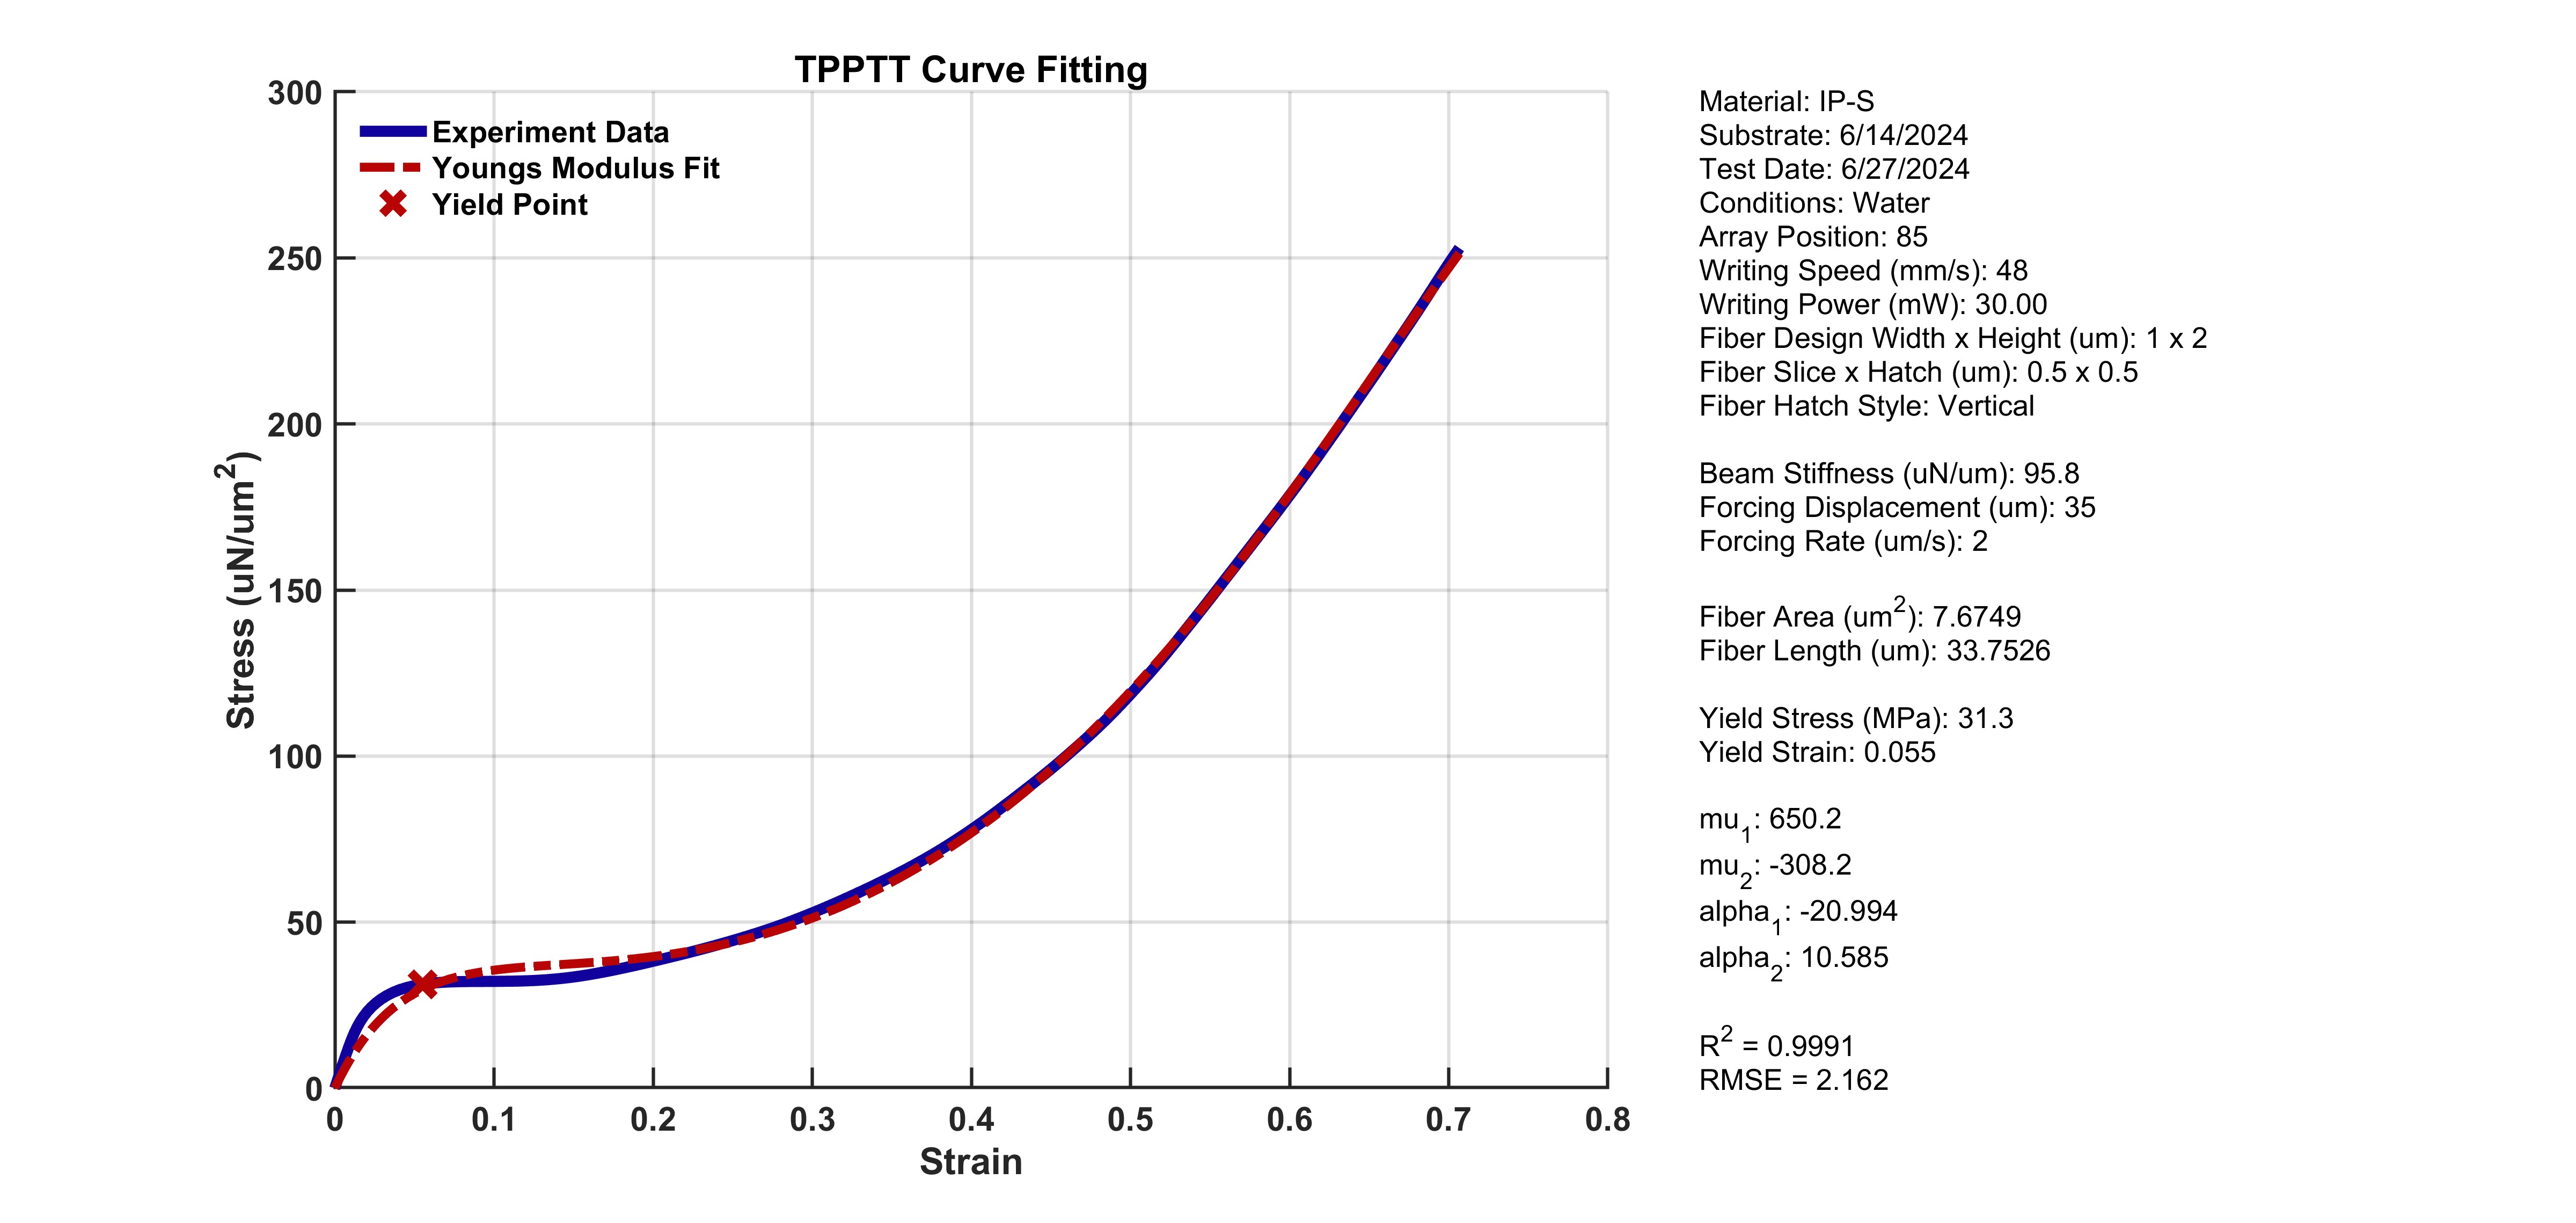 TPPTT Curve Fitting
300
250
200
150
100
50
0
Stress (uN/um²)
Experiment Data
Youngs Modulus Fit
Yield Point
0 0.1 0.2 0.3 0.4 0.5 0.6 0.7 0.8
Strain
Material: IP-S
Substrate: 6/14/2024
Test Date: 6/27/2024
Conditions: Water
Array Position: 85
Writing Speed (mm/s): 48
Writing Power (mW): 30.00
Fiber Design Width x Height (um): 1 x 2
Fiber Slice x Hatch (um): 0.5 x 0.5
Fiber Hatch Style: Vertical
Beam Stiffness (uN/um): 95.8
Forcing Displacement (um): 35
Forcing Rate (um/s): 2
Fiber Area (um²): 7.6749
Fiber Length (um): 33.7526
Yield Stress (MPa): 31.3
Yield Strain: 0.055
mu₁: 650.2
mu₂: -308.2
alpha₁: -20.994
alpha₂: 10.585
R² = 0.9991
RMSE = 2.162